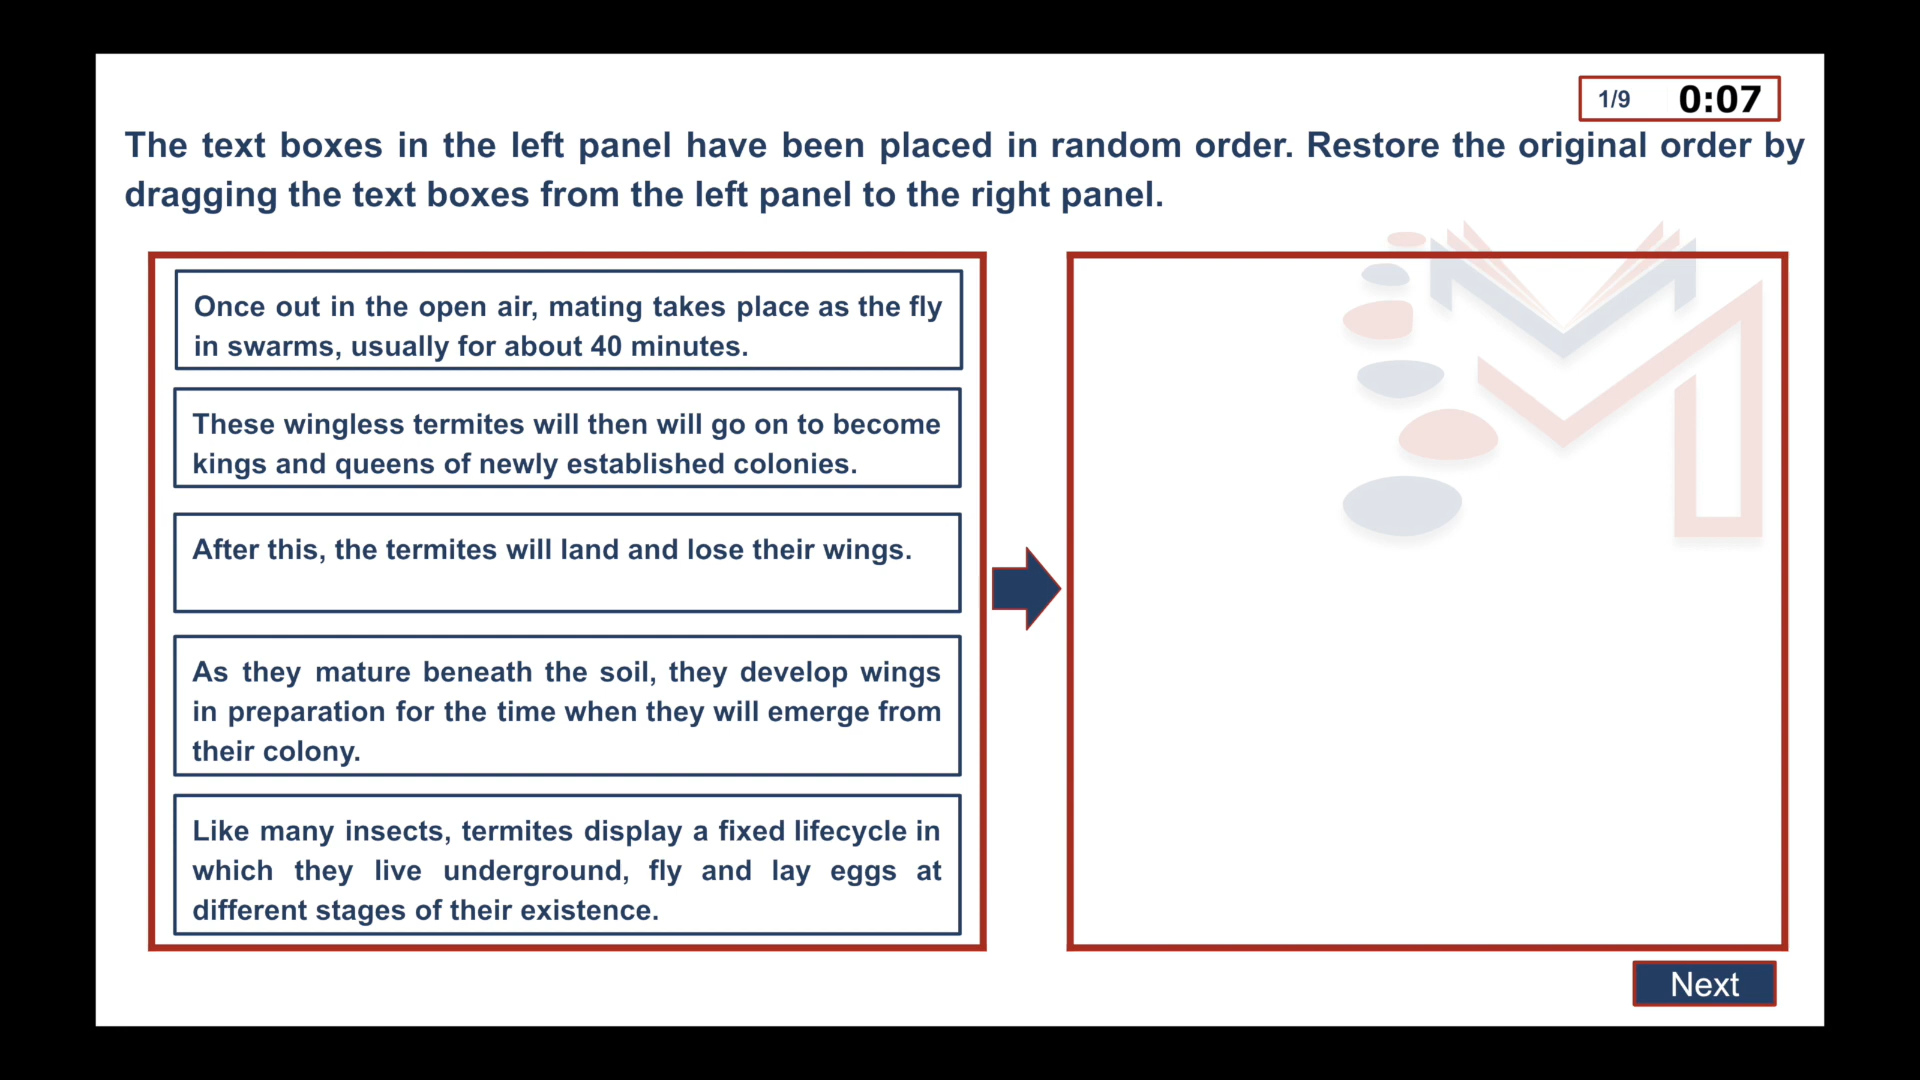 1/9 0:07
The text boxes in the left panel have been placed in random order. Restore the original order by
dragging the text boxes from the left panel to the right panel.
Once out in the open air, mating takes place as the fly
in swarms, usually for about 40 minutes.
These wingless termites will then will go on to become
kings and queens of newly established colonies.
After this, the termites will land and lose their wings.
As they mature beneath the soil, they develop wings
in preparation for the time when they will emerge from
their colony.
Like many insects, termites display a fixed lifecycle in
which they live underground, fly and lay eggs at
different stages of their existence.
Next